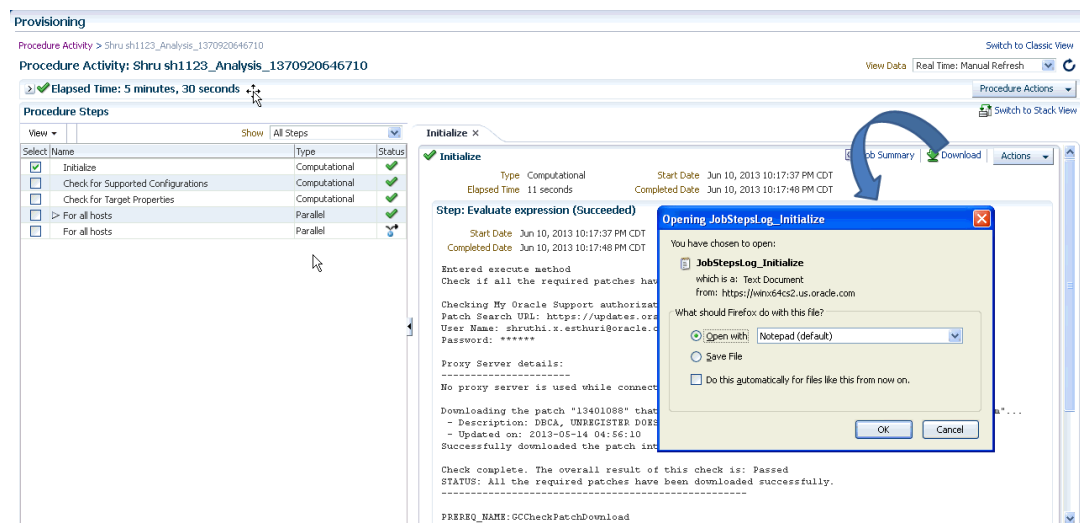 Provisioning
Procedure Activity > Shru sh1123_Analysis_1370920646710
Switch to Classic View
Procedure Activity: Shru sh1123_Analysis_1370920646710
View Data Real Time: Manual Refresh
Elapsed Time: 5 minutes, 30 seconds
Procedure Actions
Procedure Steps
Switch to Stack View
View
Show All Steps
Select Name Type Status
Initialize Computational
Check for Supported Configurations Computational
Check for Target Properties Computational
For all hosts Parallel
For all hosts Parallel
Initialize ×
Initialize
Summary
Download
Actions
Type Computational
Start Date Jun 10, 2013 10:17:37 PM CDT
Elapsed Time 11 seconds
Completed Date Jun 10, 2013 10:17:48 PM CDT
Step: Evaluate expression (Succeeded)
Start Date Jun 10, 2013 10:17:37 PM CDT
Completed Date Jun 10, 2013 10:17:48 PM CDT
Entered execute method
Check if all the required patches hav
Checking My Oracle Support authorizat
Patch Search URL: https://updates.ora
User Name: shruthi.x.esthuri@oracle.c
Password: ******
Proxy Server details:
----------------------
No proxy server is used while connect
Downloading the patch "13401088" that
"...
- Description: DBCA, UNREGISTER DOES
- Updated on: 2013-05-14 04:56:10
Successfully downloaded the patch int
Check complete. The overall result of this check is: Passed
STATUS: All the required patches have been downloaded successfully.
----------------------------------------------------
PREREQ_NAME:GCCheckPatchDownload
Opening JobStepsLog_Initialize
You have chosen to open:
JobStepsLog_Initialize
which is a: Text Document
from: https://winx64cs2.us.oracle.com
What should Firefox do with this file?
Open with Notepad (default)
Save File
Do this automatically for files like this from now on.
OK
Cancel